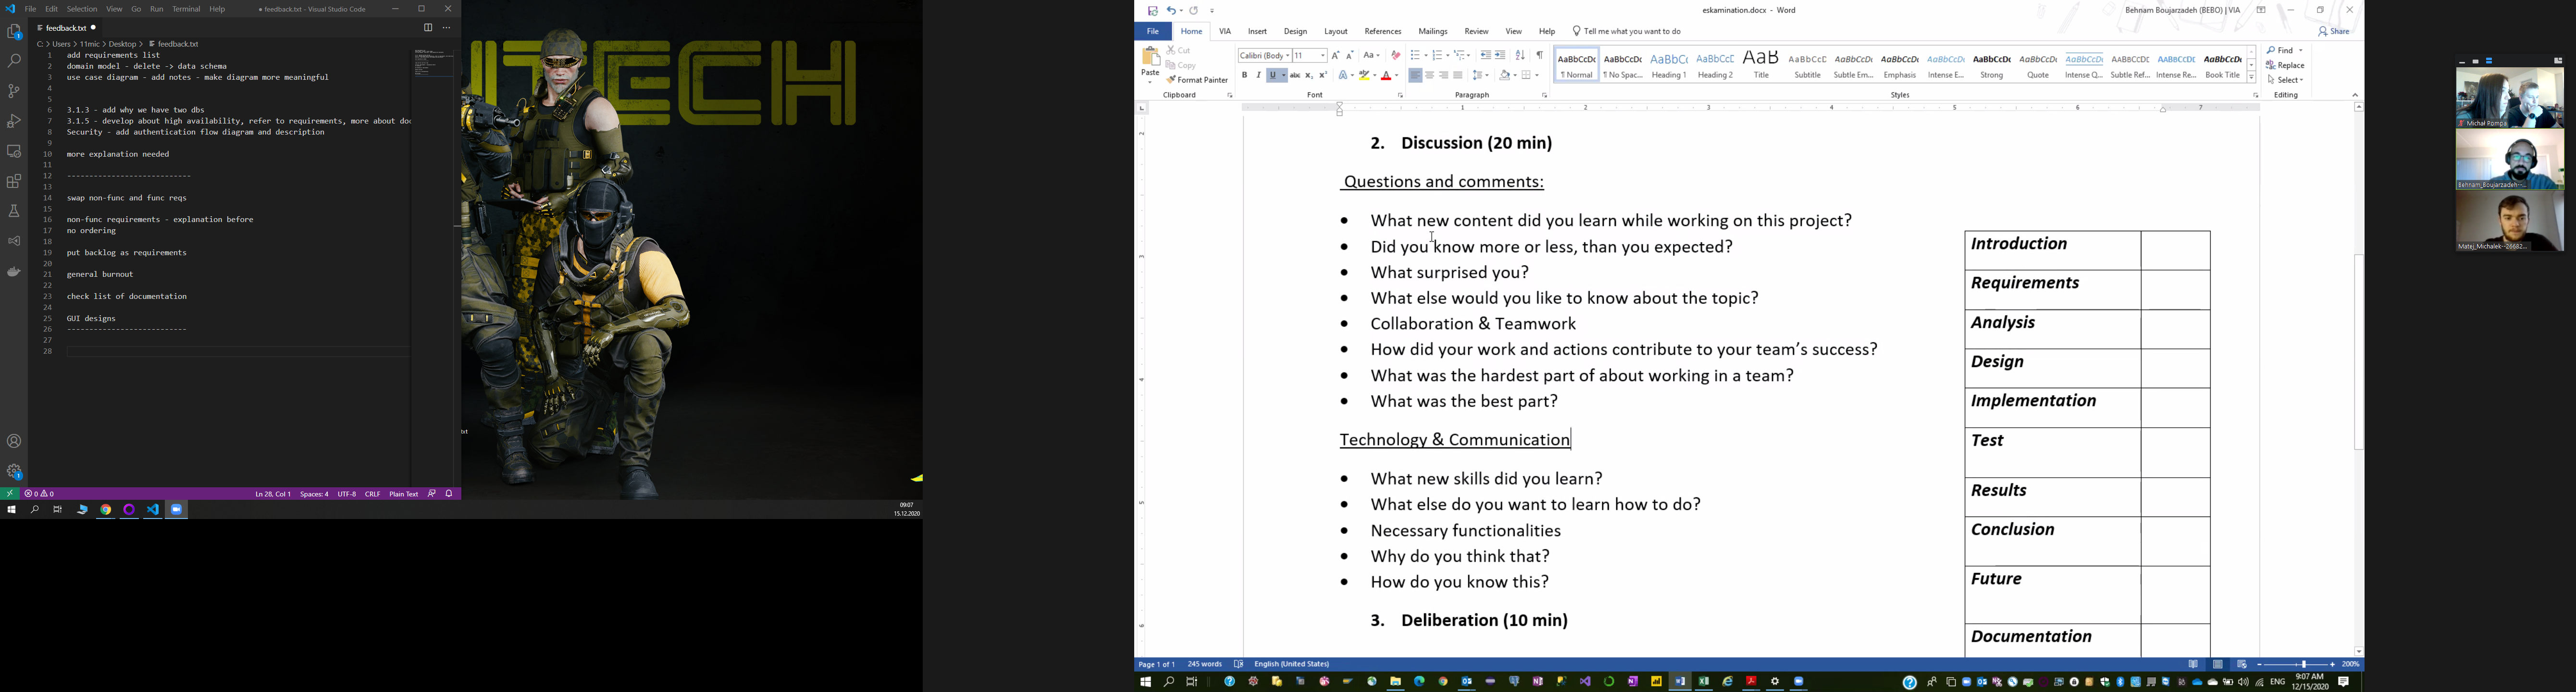 File Edit Selection View Go Run Terminal Help
● feedback.txt - Visual Studio Code
feedback.txt ●
C: > Users > 11mic > Desktop > feedback.txt
1 add requirements list
2 domain model - delete -> data schema
3 use case diagram - add notes - make diagram more meaningful
4
5
6 3.1.3 - add why we have two dbs
7 3.1.5 - develop about high availability, refer to requirements, more about doc
8 Security - add authentication flow diagram and description
9
10 more explanation needed
11
12 ----------------------------
13
14 swap non-func and func reqs
15
16 non-func requirements - explanation before
17 no ordering
18
19 put backlog as requirements
20
21 general burnout
22
23 check list of documentation
24
25 GUI designs
26 ---------------------------
27
28
0 0 Ln 28, Col 1 Spaces: 4 UTF-8 CRLF Plain Text
09:07
15.12.2020
ITECH
txt
eskamination.docx - Word
Behnam Boujarzadeh (BEBO) | VIA
File Home VIA Insert Design Layout References Mailings Review View Help Tell me what you want to do
Share
Paste
Cut
Copy
Format Painter
Calibri (Body 11
AaBbCcDc AaBbCcDc AaBbCc AaBbCcC AaB AaBbCcC AaBbCcDc AaBbCcDc AaBbCcDc AaBbCcDc AaBbCcDc AaBbCcDc AABBCCDC AABBCCDC AaBbCcDc
¶ Normal ¶ No Spac... Heading 1 Heading 2 Title Subtitle Subtle Em... Emphasis Intense E... Strong Quote Intense Q... Subtle Ref... Intense Re... Book Title
Find
Replace
Select
Clipboard Font Paragraph Styles Editing
1 2 3 4 5 6 7
2. Discussion (20 min)
Questions and comments:
• What new content did you learn while working on this project?
• Did you know more or less, than you expected?
• What surprised you?
• What else would you like to know about the topic?
• Collaboration & Teamwork
• How did your work and actions contribute to your team's success?
• What was the hardest part of about working in a team?
• What was the best part?
Technology & Communication
• What new skills did you learn?
• What else do you want to learn how to do?
• Necessary functionalities
• Why do you think that?
• How do you know this?
3. Deliberation (10 min)
Introduction
Requirements
Analysis
Design
Implementation
Test
Results
Conclusion
Future
Documentation
Page 1 of 1 245 words English (United States)
200%
ENG
9:07 AM
12/15/2020
Michał Pompa
Behnam_Boujarzadeh--...
Matej_Michalek--26682...